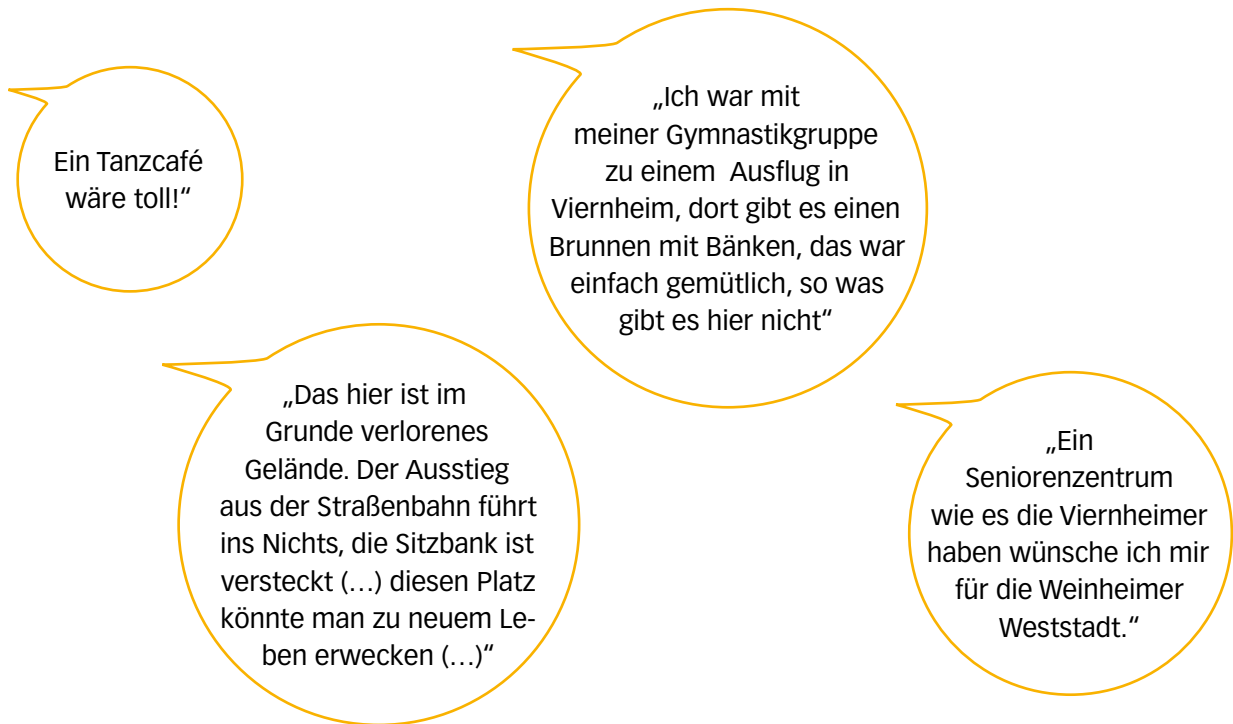 Ein Tanzcafé
wäre toll!“
„Ich war mit
meiner Gymnastikgruppe
zu einem Ausflug in
Viernheim, dort gibt es einen
Brunnen mit Bänken, das war
einfach gemütlich, so was
gibt es hier nicht“
„Das hier ist im
Grunde verlorenes
Gelände. Der Ausstieg
aus der Straßenbahn führt
ins Nichts, die Sitzbank ist
versteckt (…) diesen Platz
könnte man zu neuem Le-
ben erwecken (…)“
„Ein
Seniorenzentrum
wie es die Viernheimer
haben wünsche ich mir
für die Weinheimer
Weststadt.“